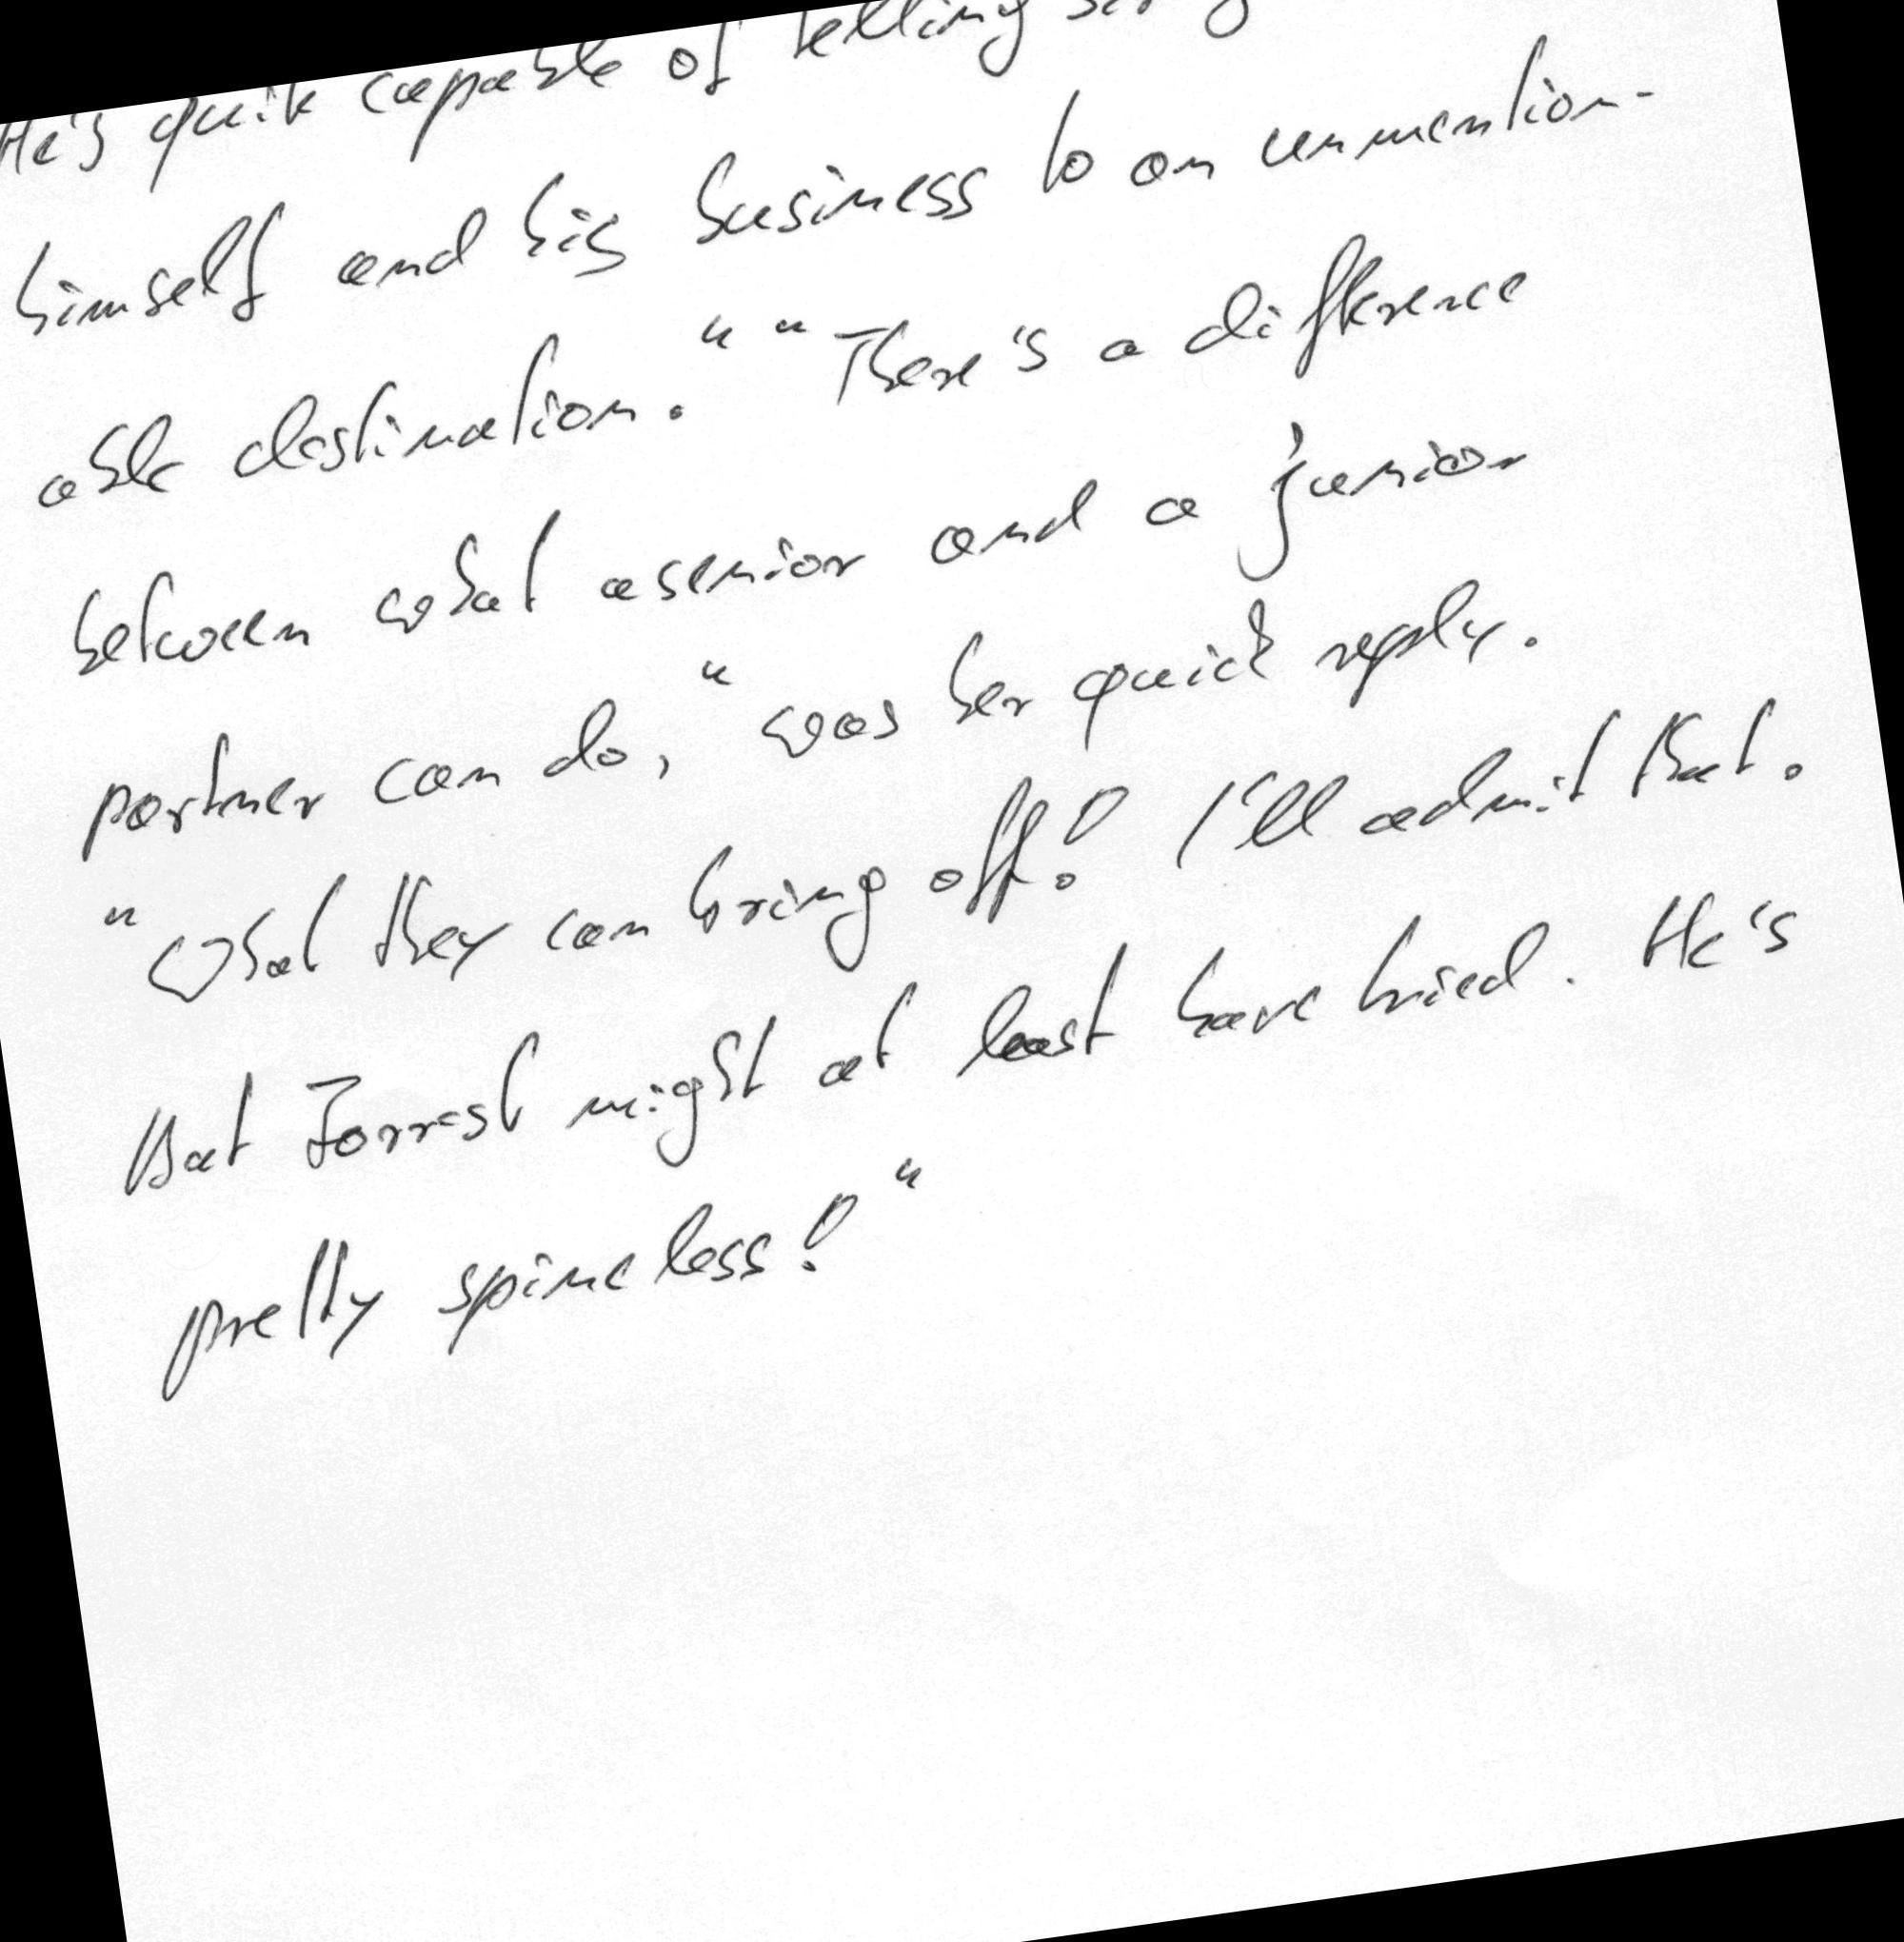 He's quite capable of telling
himself and his business to an unmention-
able destination." "There's a difference
between what a senior and a junior
partner can do," was her quick reply.
"What they can bring off! I'll admit that.
But Forrest might at least have tried. He's
pretty spineless!"